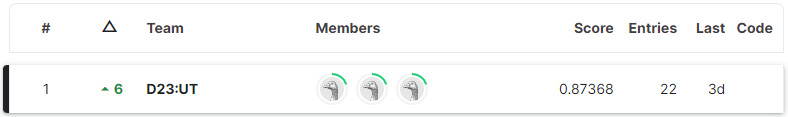 # △ Team Members Score Entries Last Code
1 6 D23:UT 0.87368 22 3d